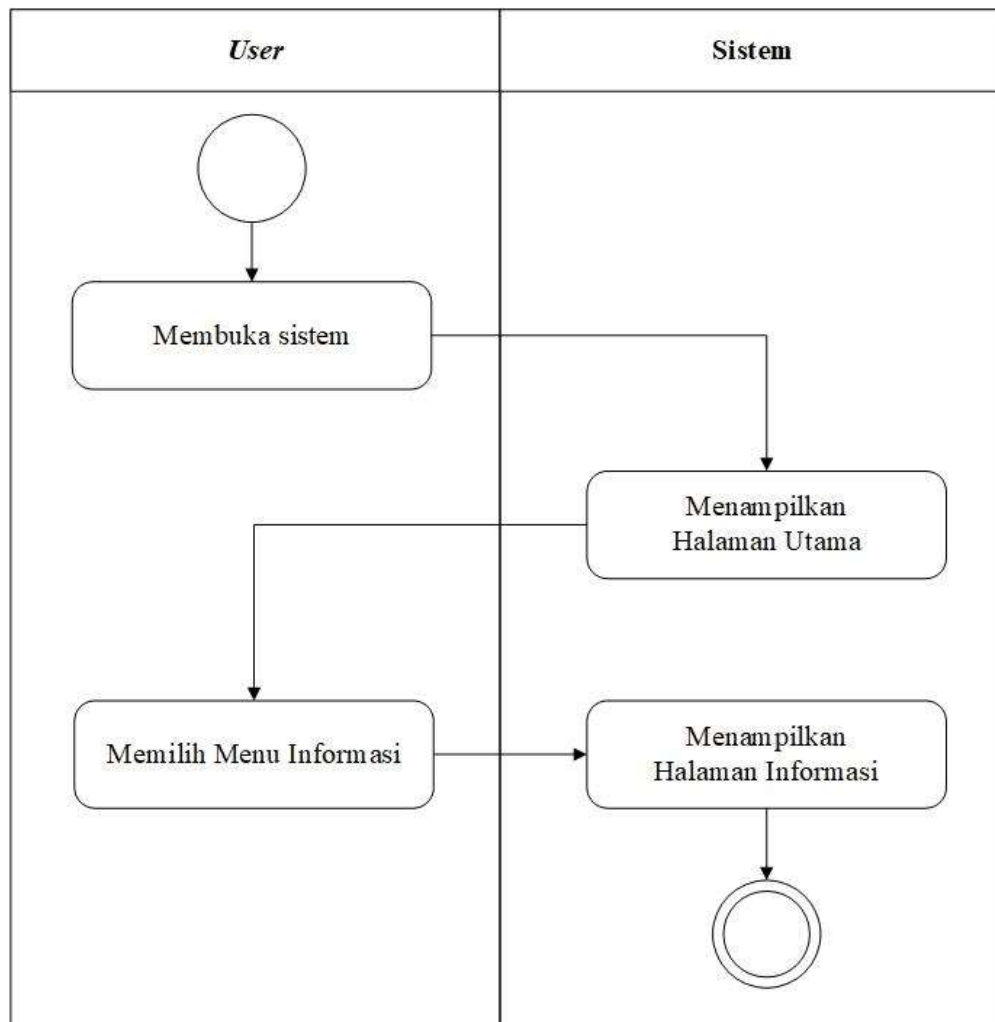 User
Sistem
Membuka sistem
Menampilkan
Halaman Utama
Memilih Menu Informasi
Menampilkan
Halaman Informasi